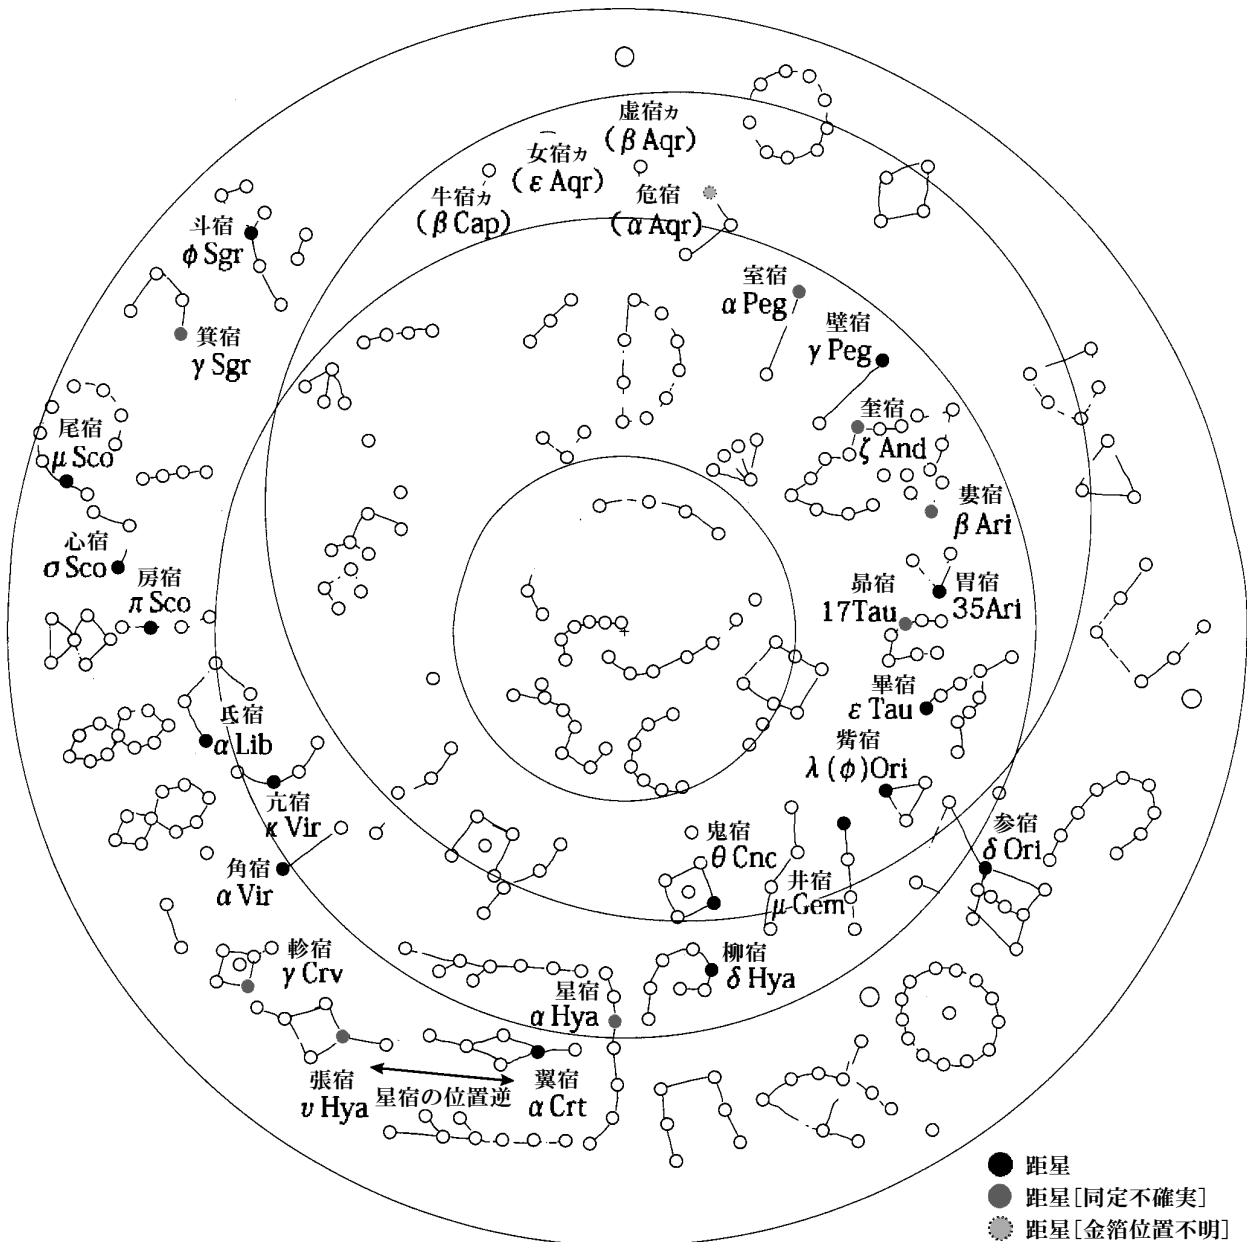 虚宿ヵ
(β Aqr)
女宿ヵ
(ε Aqr)
牛宿ヵ
(β Cap)
危宿
(α Aqr)
斗宿
φ Sgr
室宿
α Peg
壁宿
γ Peg
箕宿
γ Sgr
奎宿
ζ And
尾宿
μ Sco
婁宿
β Ari
心宿
σ Sco
房宿
π Sco
昴宿
17Tau
胃宿
35Ari
畢宿
ε Tau
氐宿
α Lib
觜宿
λ (φ) Ori
亢宿
κ Vir
参宿
δ Ori
鬼宿
θ Cnc
角宿
α Vir
井宿
μ Gem
軫宿
γ Crv
柳宿
δ Hya
星宿
α Hya
張宿
υ Hya
星宿の位置逆
翼宿
α Crt
距星
距星[同定不確実]
距星[金箔位置不明]